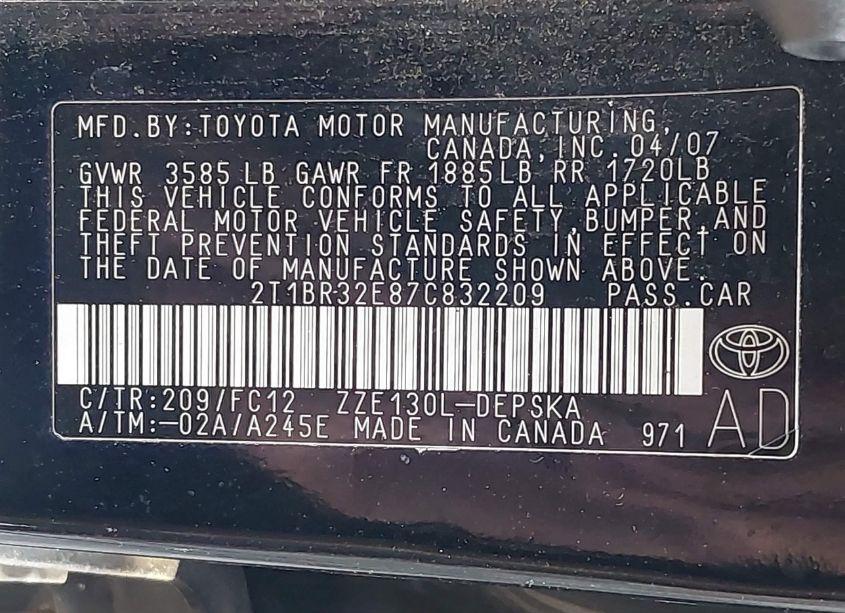 MFD.BY:TOYOTA MOTOR MANUFACTURING,
CANADA,INC. 04/07
GVWR 3585LB GAWR FR 1885LB RR 1720LB
THIS VEHICLE CONFORMS TO ALL APPLICABLE
FEDERAL MOTOR VEHICLE SAFETY,BUMPER,AND
THEFT PREVENTION STANDARDS IN EFFECT ON
THE DATE OF MANUFACTURE SHOWN ABOVE.
2T1BR32E87C832209 PASS.CAR
C/TR:209/FC12 ZZE130L-DEPSKA
A/TM:-02A/A245E MADE IN CANADA 971 AD